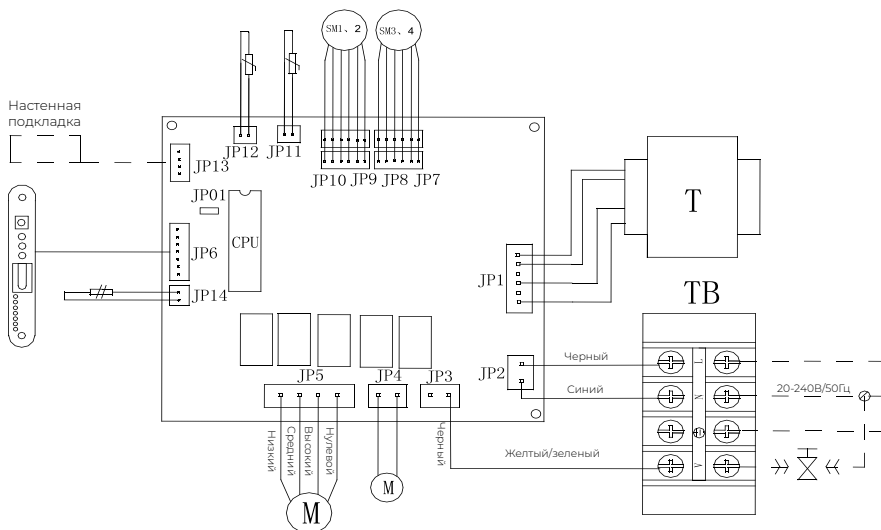 SM1、2
SM3、4
Настенная
подкладка
JP12
JP11
JP13
JP10
JP9
JP8
JP7
JP01
CPU
JP6
JP14
T
JP1
TB
JP5
JP4
JP3
JP2
Черный
Синий
L
N
20-240В/50Гц
Низкий
Средний
Высокий
Нулевой
Черный
Желтый/зеленый
V
M
M